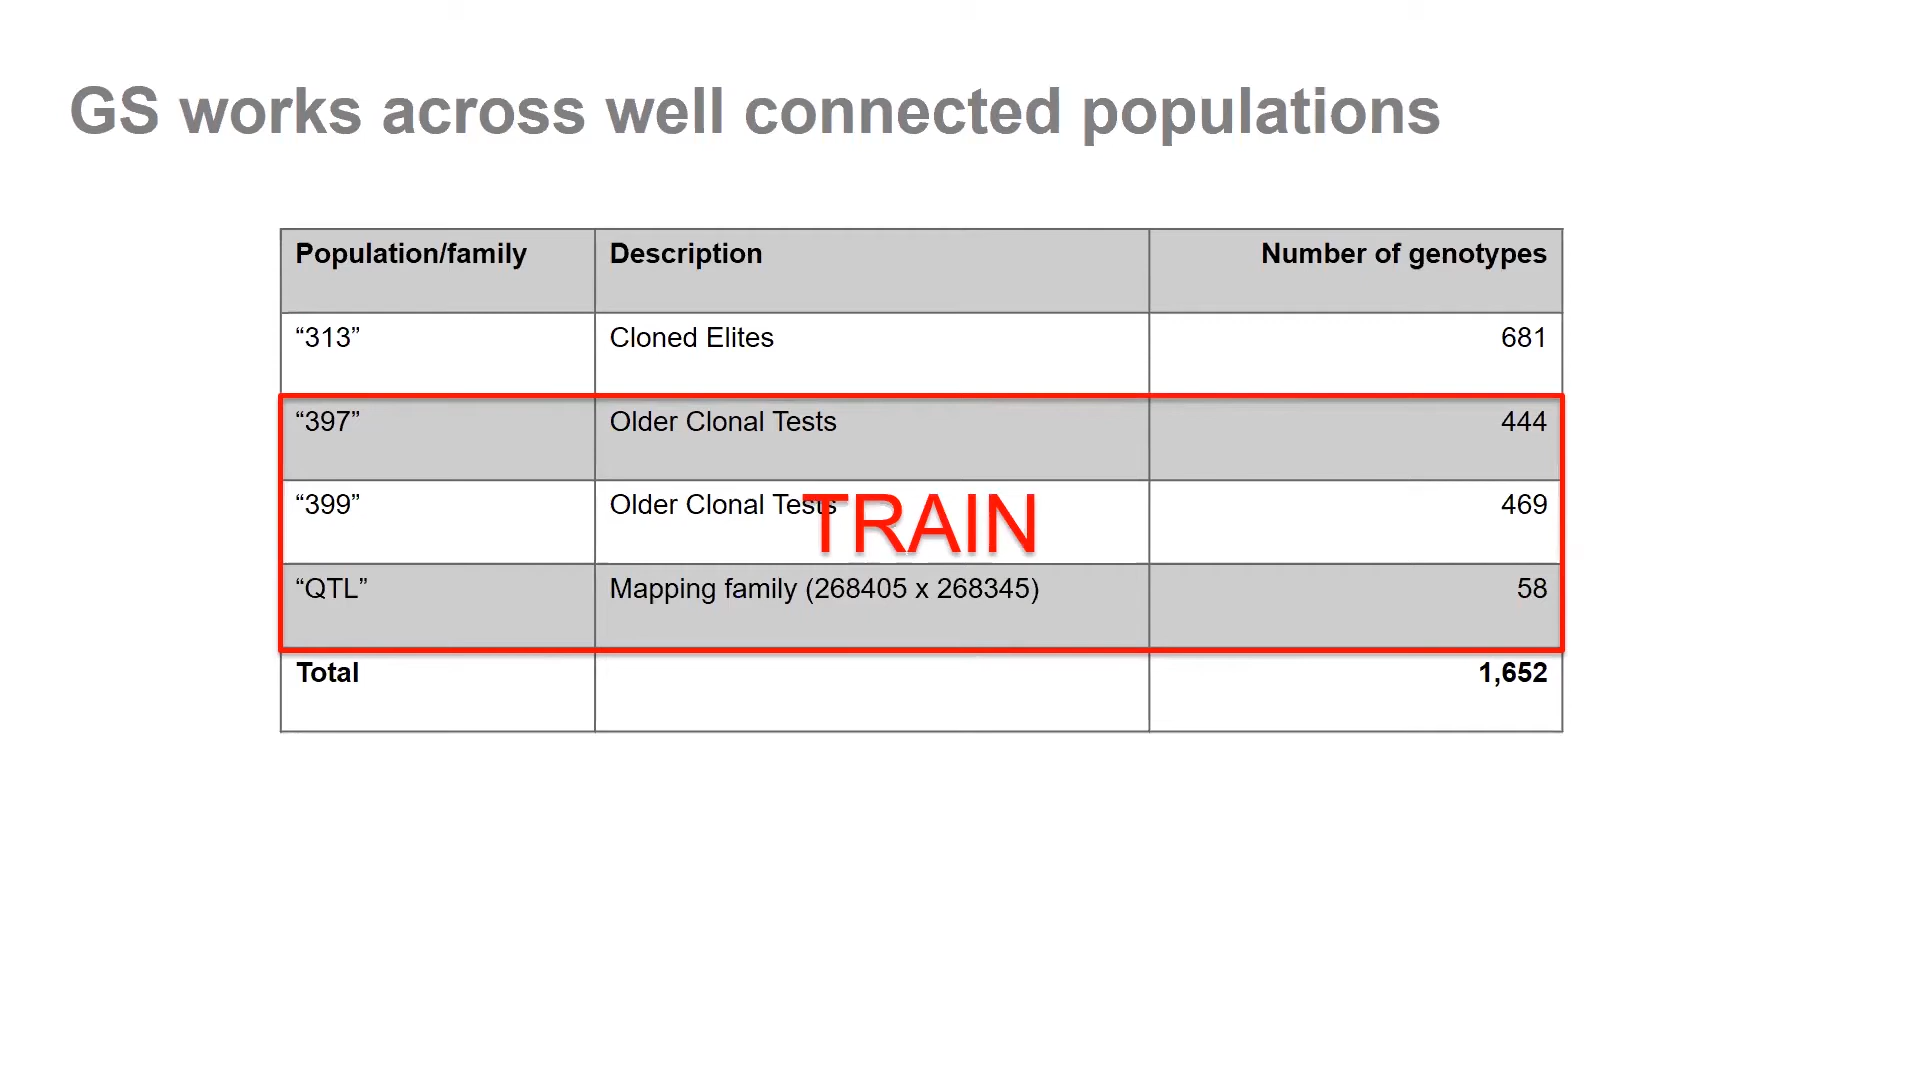 GS works across well connected populations
Population/family Description Number of genotypes
“313” Cloned Elites 681
“397” Older Clonal Tests 444
“399” Older Clonal Tests 469
TRAIN
“QTL” Mapping family (268405 x 268345) 58
Total 1,652